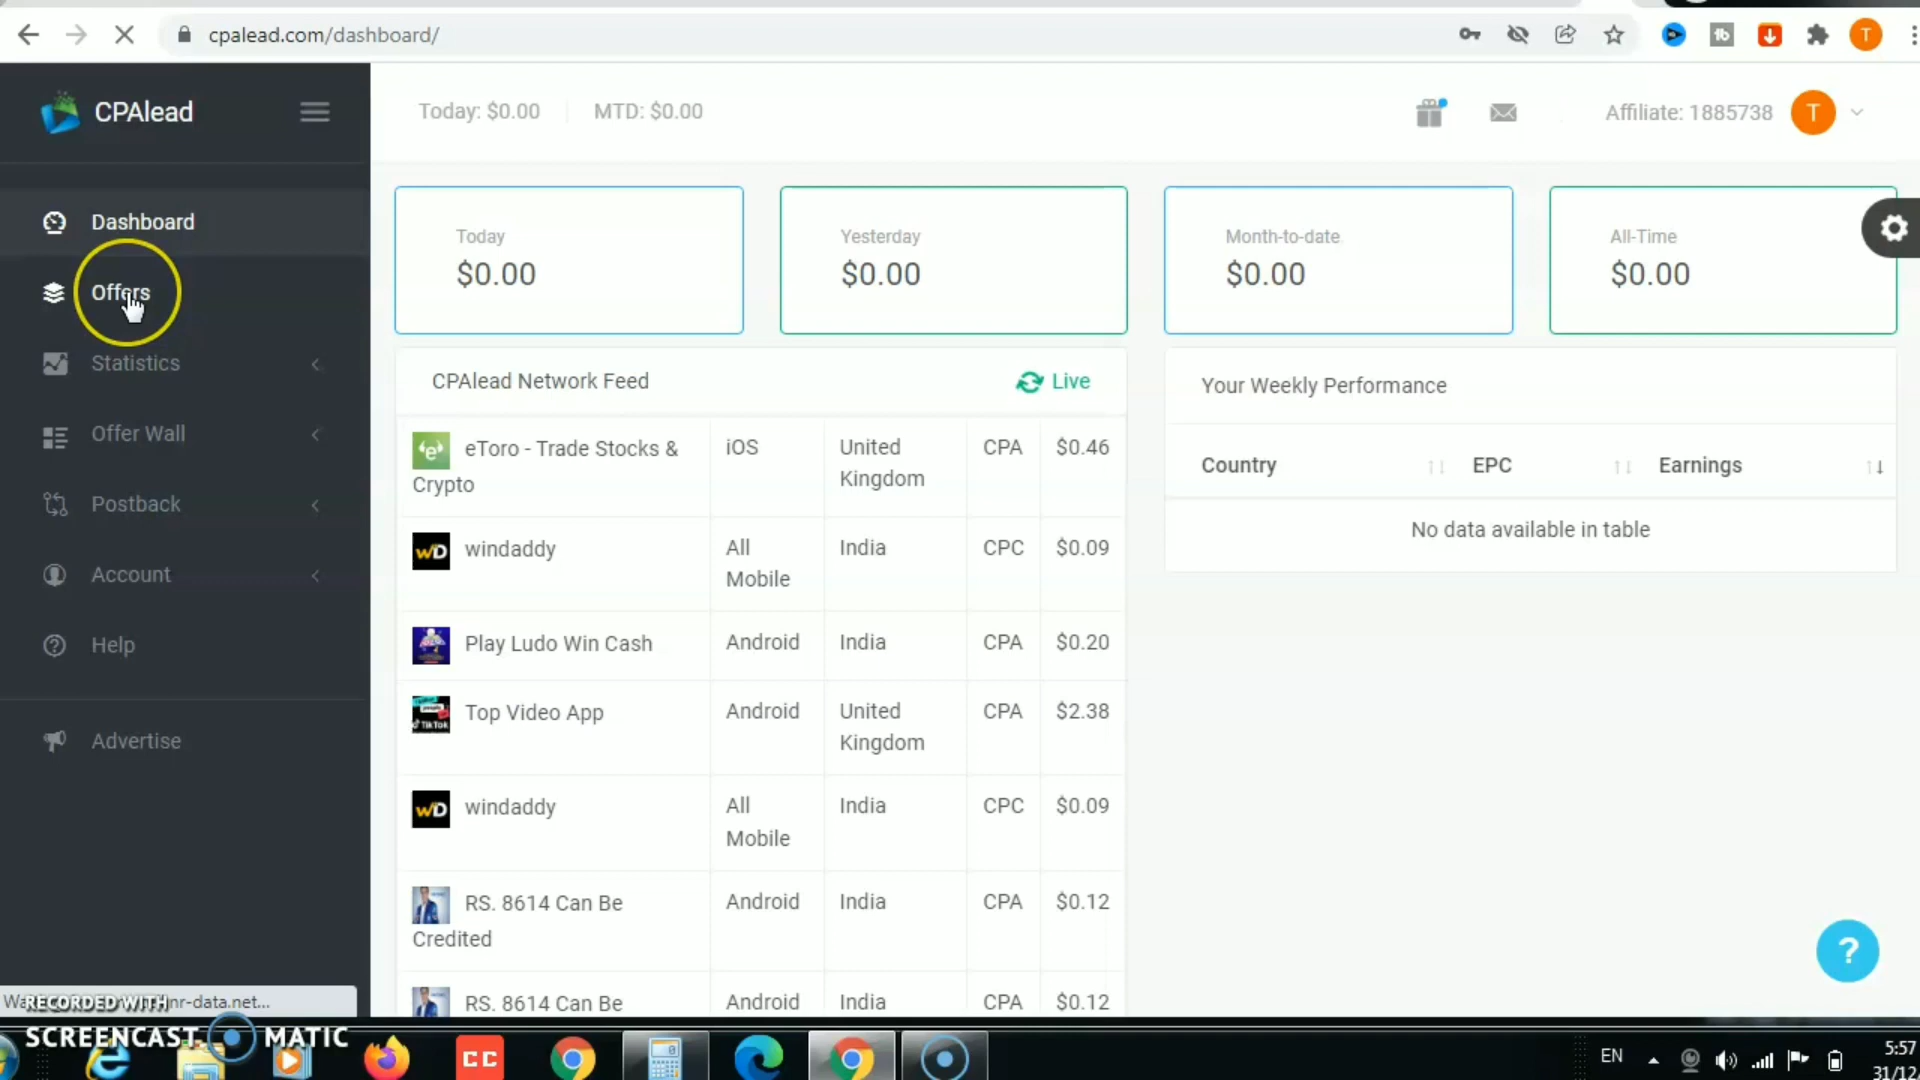 cpalead.com/dashboard/
T
CPAlead
Today: $0.00
MTD: $0.00
Affiliate: 1885738
T
Dashboard
Offers
Statistics
Offer Wall
Postback
Account
Help
Advertise
Today
$0.00
Yesterday
$0.00
Month-to-date
$0.00
All-Time
$0.00
CPAlead Network Feed
Live
eToro - Trade Stocks & Crypto
iOS
United Kingdom
CPA
$0.46
windaddy
All Mobile
India
CPC
$0.09
Play Ludo Win Cash
Android
India
CPA
$0.20
Top Video App
Android
United Kingdom
CPA
$2.38
windaddy
All Mobile
India
CPC
$0.09
RS. 8614 Can Be Credited
Android
India
CPA
$0.12
RS. 8614 Can Be
Android
India
CPA
$0.12
Your Weekly Performance
Country
EPC
Earnings
No data available in table
?
nr-data.net...
RECORDED WITH
SCREENCAST MATIC
CC
EN
5:57
31/12